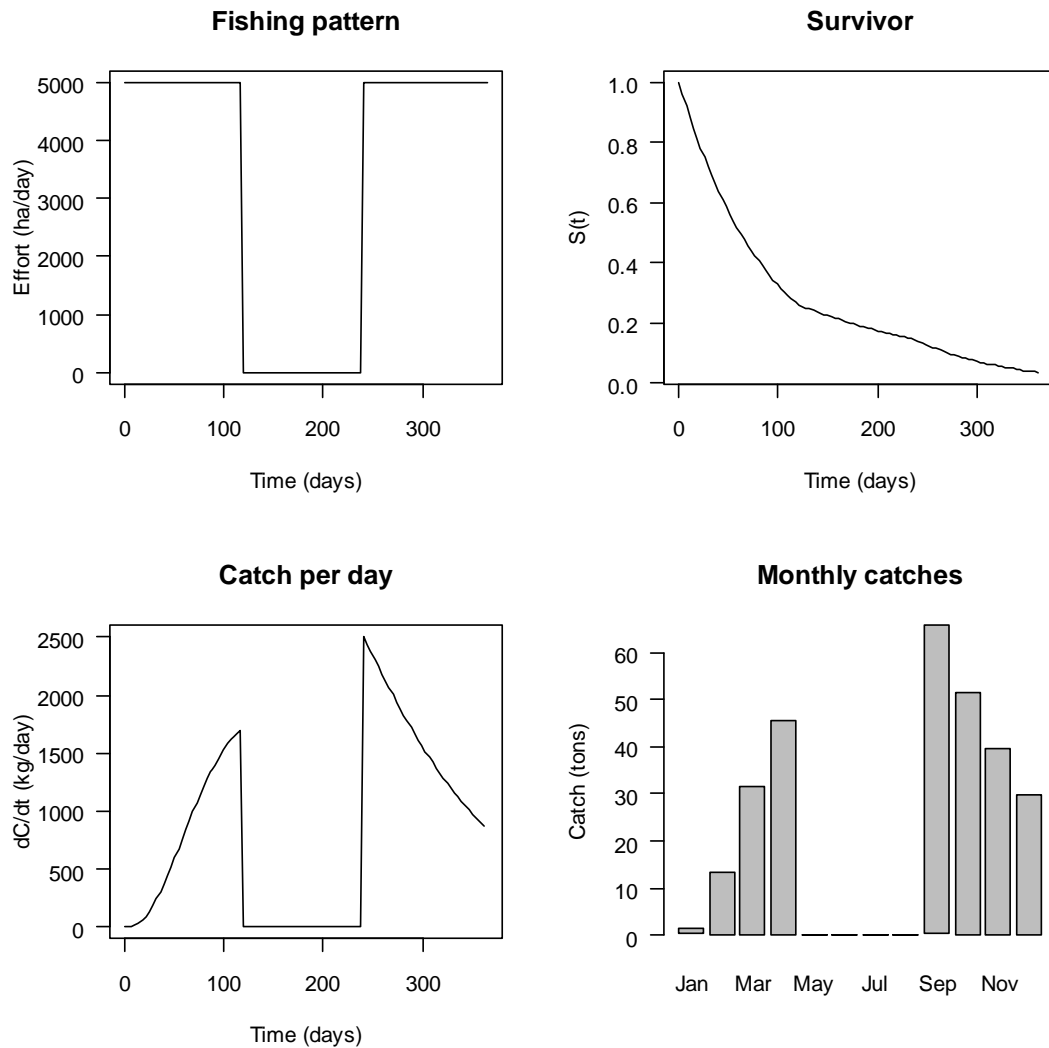 Fishing pattern
Effort (ha/day)
5000
4000
3000
2000
1000
0
0 100 200 300
Time (days)
Survivor
S(t)
1.0
0.8
0.6
0.4
0.2
0.0
0 100 200 300
Time (days)
Catch per day
dC/dt (kg/day)
2500
2000
1500
1000
500
0
0 100 200 300
Time (days)
Monthly catches
Catch (tons)
60
50
40
30
20
10
0
Jan Mar May Jul Sep Nov